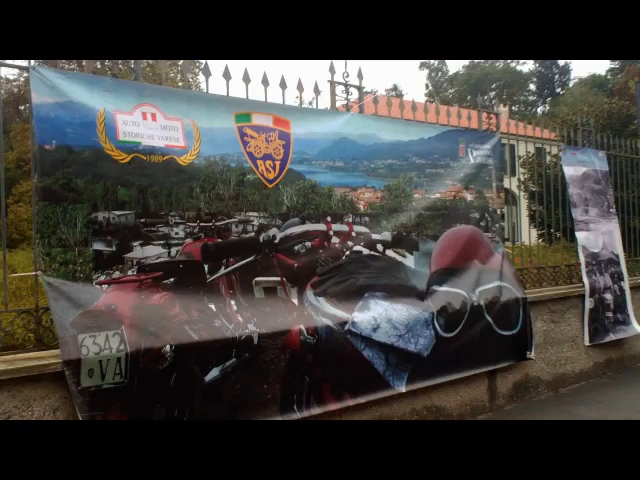 AUTO MOTO
STORICHE VARESE
1989
ASI
6342
VA